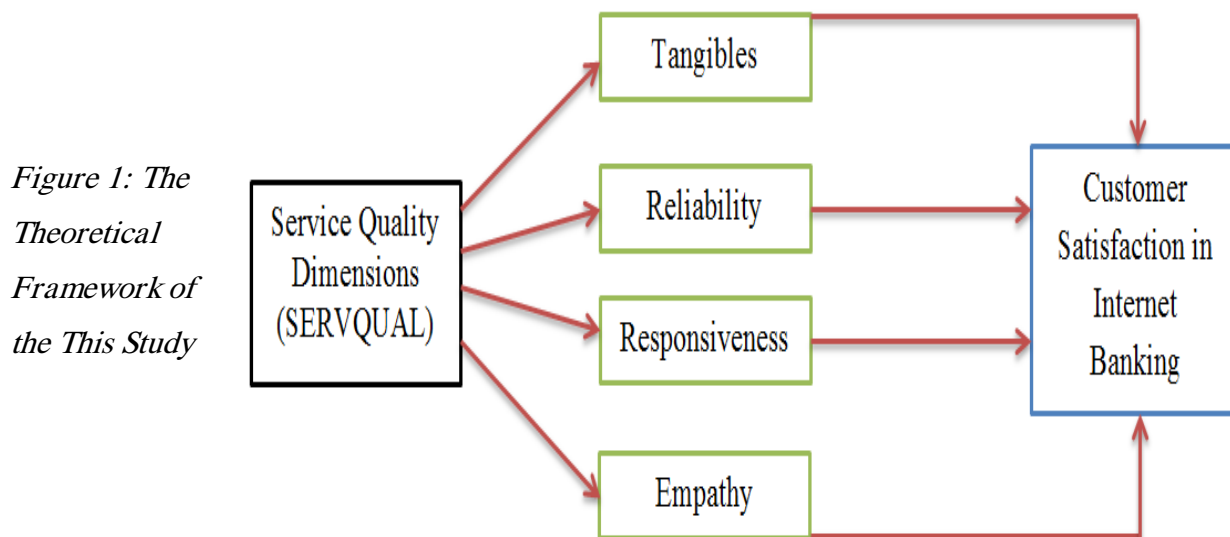 Figure 1: The
Theoretical
Framework of
the This Study
Service Quality
Dimensions
(SERVQUAL)
Tangibles
Reliability
Responsiveness
Empathy
Customer
Satisfaction in
Internet
Banking